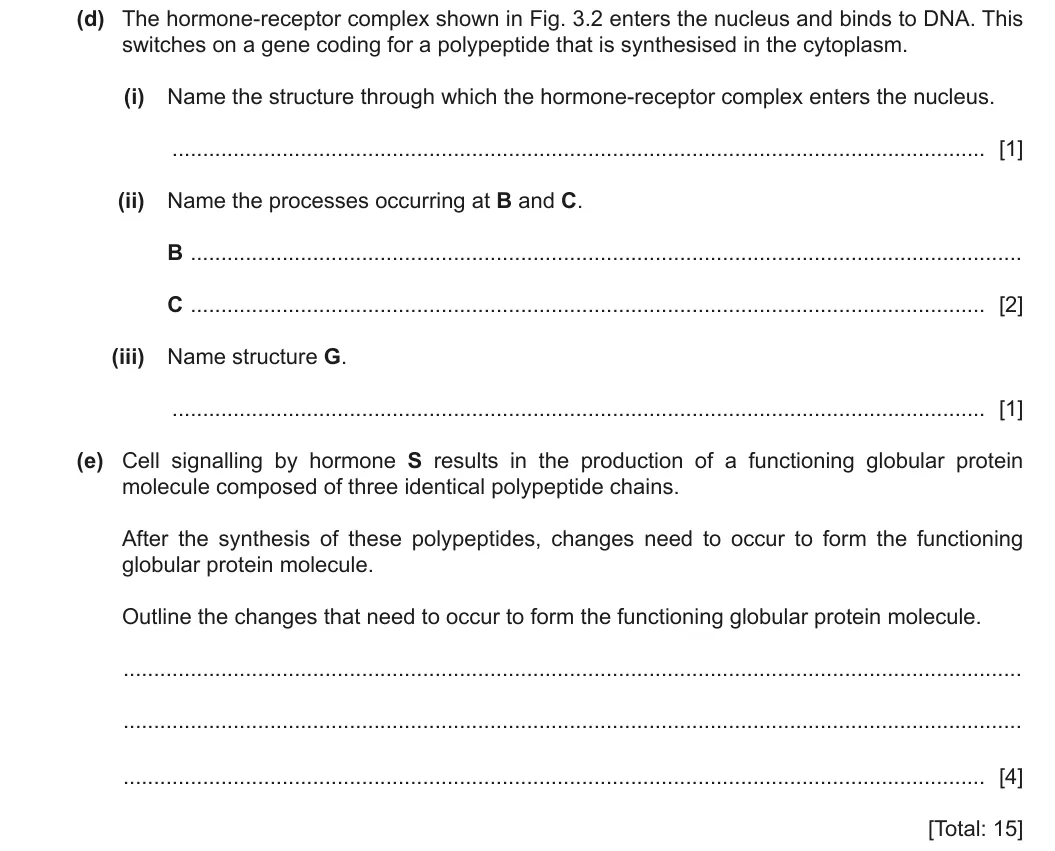 (d) The hormone-receptor complex shown in Fig. 3.2 enters the nucleus and binds to DNA. This
switches on a gene coding for a polypeptide that is synthesised in the cytoplasm.
(i) Name the structure through which the hormone-receptor complex enters the nucleus.
[1]
(ii) Name the processes occurring at B and C.
B
C [2]
(iii) Name structure G.
[1]
(e) Cell signalling by hormone S results in the production of a functioning globular protein
molecule composed of three identical polypeptide chains.
After the synthesis of these polypeptides, changes need to occur to form the functioning
globular protein molecule.
Outline the changes that need to occur to form the functioning globular protein molecule.
[4]
[Total: 15]